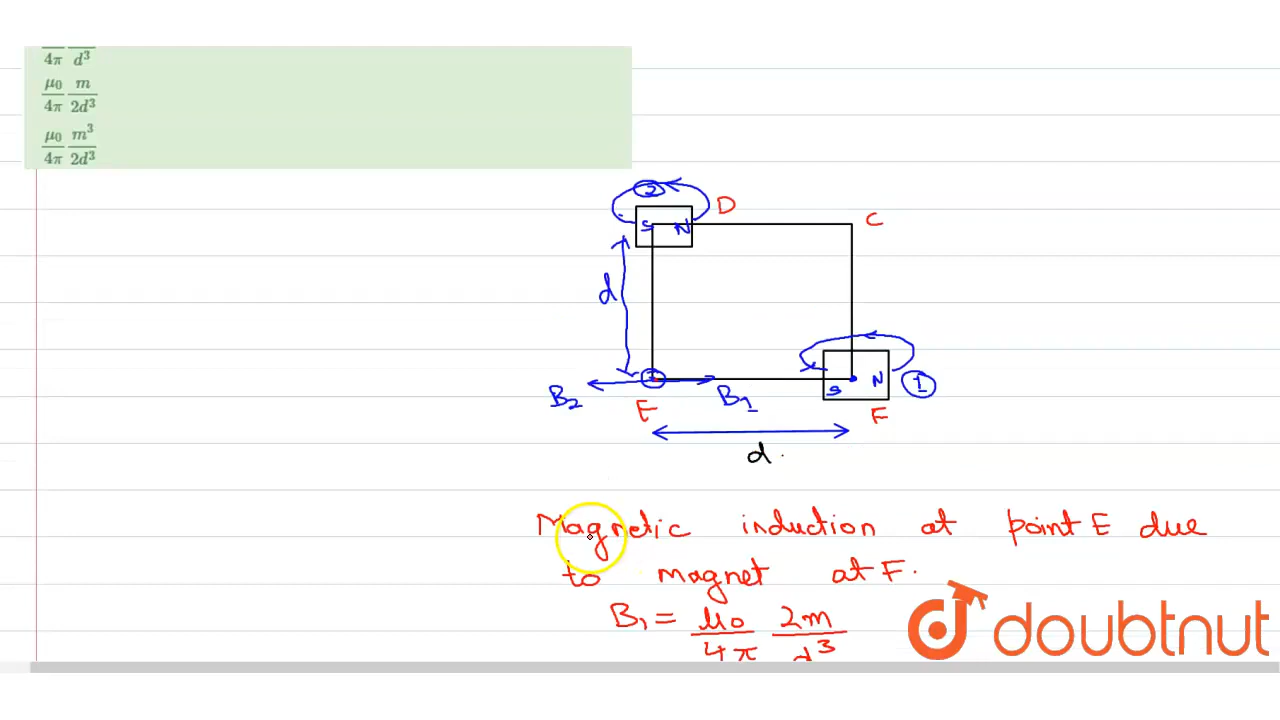 4π d³
μ₀ m
4π 2d³
μ₀ m³
4π 2d³
2
S N D
C
d
N
S 1
B₂ E B₁ F
d
Magnetic induction at point E due
to magnet at F.
B₁ = μ₀ 2m
4π d³
doubtnut